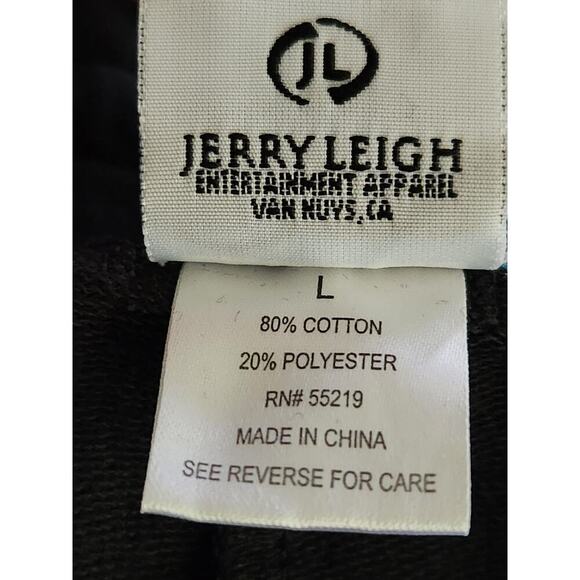 JL
JERRY LEIGH
ENTERTAINMENT APPAREL
VAN NUYS, CA
L
80% COTTON
20% POLYESTER
RN# 55219
MADE IN CHINA
SEE REVERSE FOR CARE